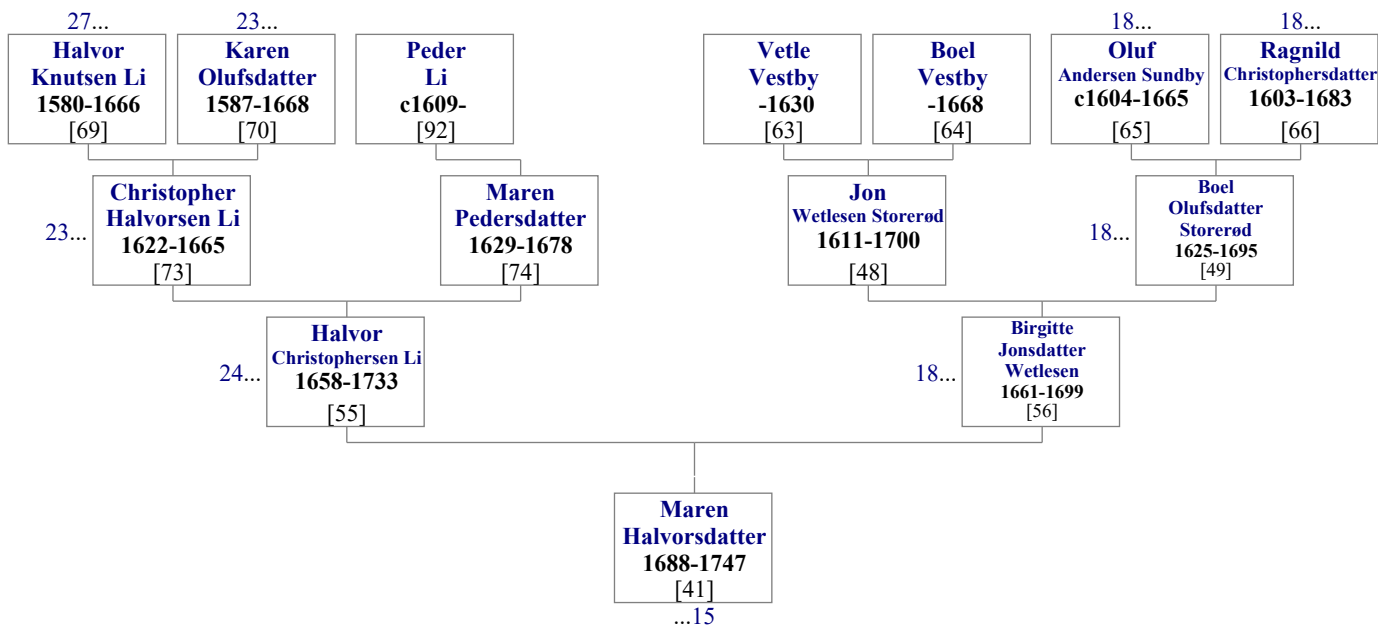 27...
Halvor
Knutsen Li
1580-1666
[69]
23...
Karen
Olufsdatter
1587-1668
[70]
Peder
Li
c1609-
[92]
Vetle
Vestby
-1630
[63]
Boel
Vestby
-1668
[64]
18...
Oluf
Andersen Sundby
c1604-1665
[65]
18...
Ragnild
Christophersdatter
1603-1683
[66]
23...
Christopher
Halvorsen Li
1622-1665
[73]
Maren
Pedersdatter
1629-1678
[74]
Jon
Wetlesen Storerød
1611-1700
[48]
18...
Boel
Olufsdatter
Storerød
1625-1695
[49]
24...
Halvor
Christophersen Li
1658-1733
[55]
18...
Birgitte
Jonsdatter
Wetlesen
1661-1699
[56]
Maren
Halvorsdatter
1688-1747
[41]
...15